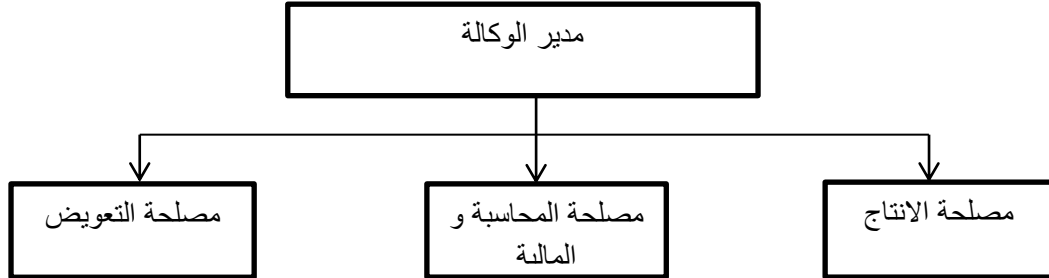 مدير الوكالة
مصلحة الانتاج
مصلحة المحاسبة و
المالية
مصلحة التعويض